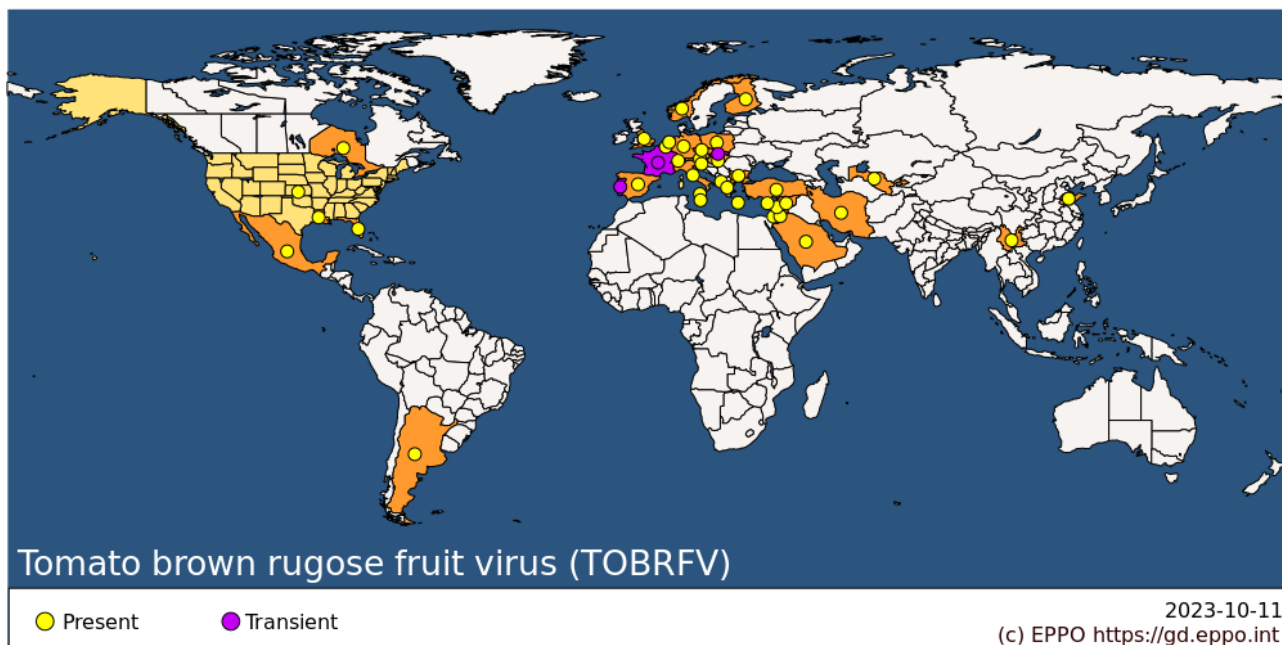 Tomato brown rugose fruit virus (TOBRFV)
Present
Transient
2023-10-11
(c) EPPO https://gd.eppo.int